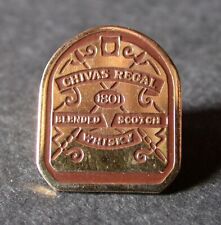 CHIVAS REGAL
1801
BLENDED SCOTCH
WHISKY